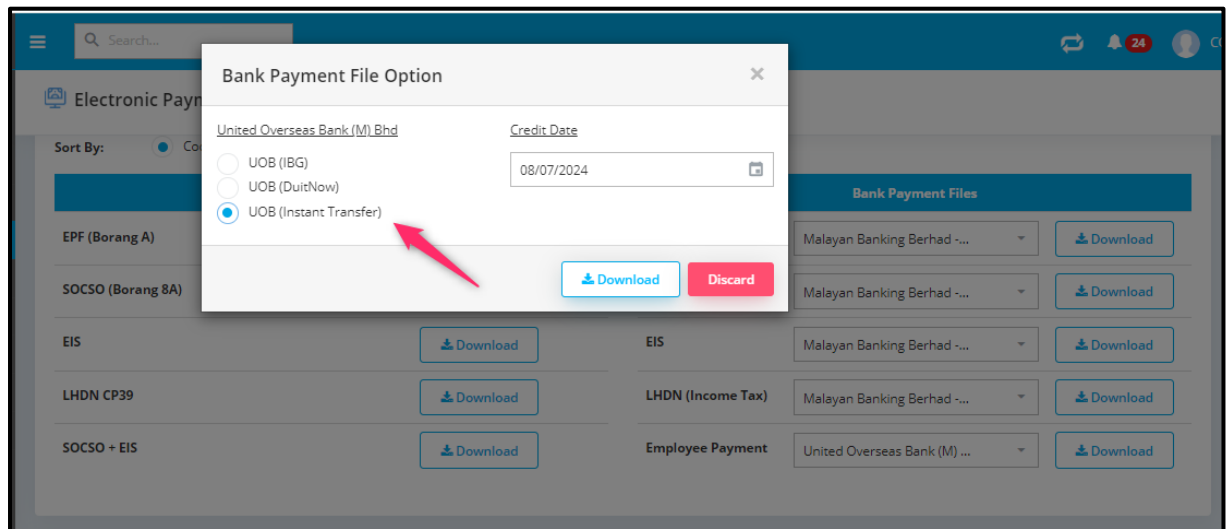 Search...
24
Electronic Paym
Bank Payment File Option
×
United Overseas Bank (M) Bhd
Credit Date
UOB (IBG)
08/07/2024
UOB (DuitNow)
UOB (Instant Transfer)
Download
Discard
Sort By:
Bank Payment Files
EPF (Borang A)
Malayan Banking Berhad -...
Download
SOCSO (Borang 8A)
Malayan Banking Berhad -...
Download
EIS
Download
EIS
Malayan Banking Berhad -...
Download
LHDN CP39
Download
LHDN (Income Tax)
Malayan Banking Berhad -...
Download
SOCSO + EIS
Download
Employee Payment
United Overseas Bank (M) ...
Download